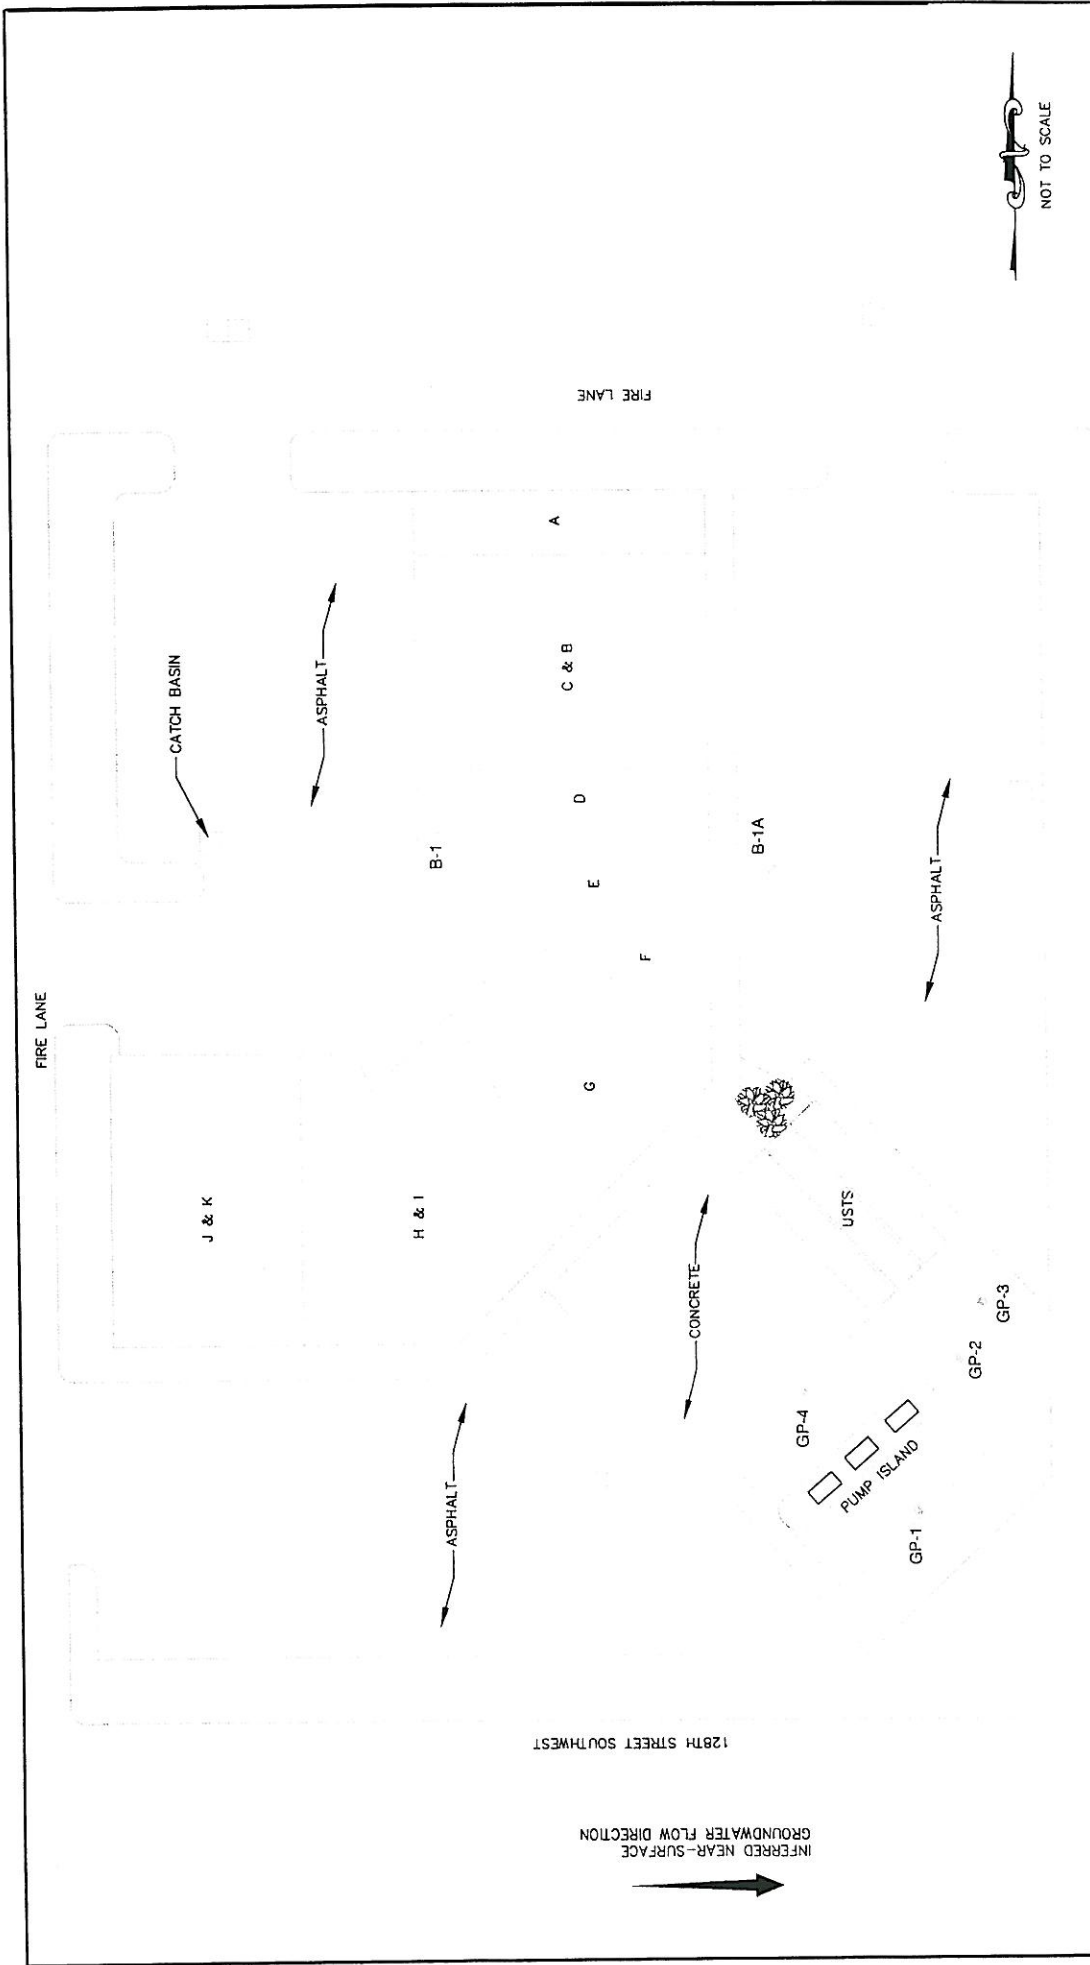 FIRE LANE
CATCH BASIN
ASPHALT
FIRE LANE
A
C & B
D
B-1
E
B-1A
F
G
ASPHALT
J & K
H & I
USTS
CONCRETE
GP-3
GP-2
GP-4
PUMP ISLAND
GP-1
ASPHALT
128TH STREET SOUTHWEST
INFERRED NEAR-SURFACE
GROUNDWATER FLOW DIRECTION
NOT TO SCALE